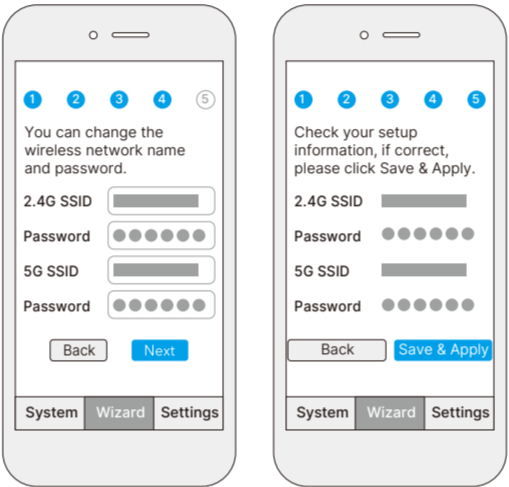 1 2 3 4 5
You can change the
wireless network name
and password.
2.4G SSID
Password
5G SSID
Password
Back Next
System Wizard Settings
1 2 3 4 5
Check your setup
information, if correct,
please click Save & Apply.
2.4G SSID
Password
5G SSID
Password
Back Save & Apply
System Wizard Settings